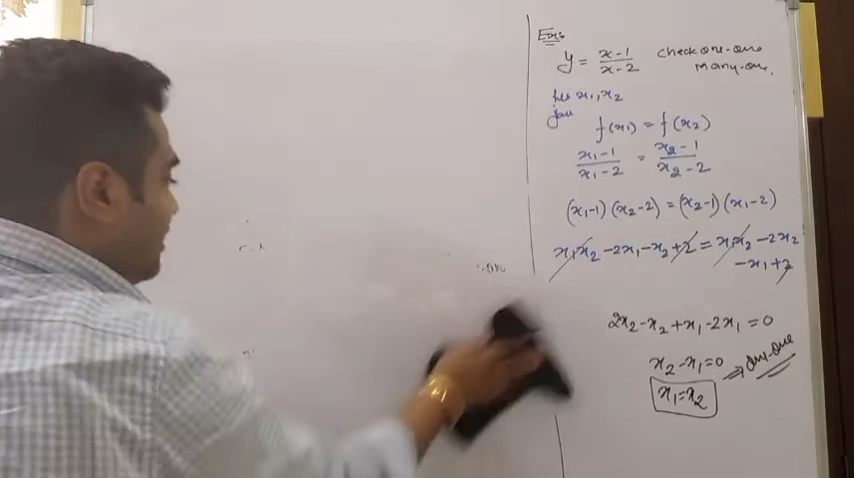 Ex:
y = x-1/x-2 check one-one
many-one.
x₁, x₂
f(x₁) = f(x₂)
x₁-1/x₁-2 = x₂-1/x₂-2
(x₁-1)(x₂-2) = (x₂-1)(x₁-2)
x₁x₂ -2x₁-x₂+2 = x₁x₂-2x₂
-x₁+2
2x₂-x₂+x₁-2x₁=0
x₂-x₁=0 ⇒ one-one
x₁=x₂